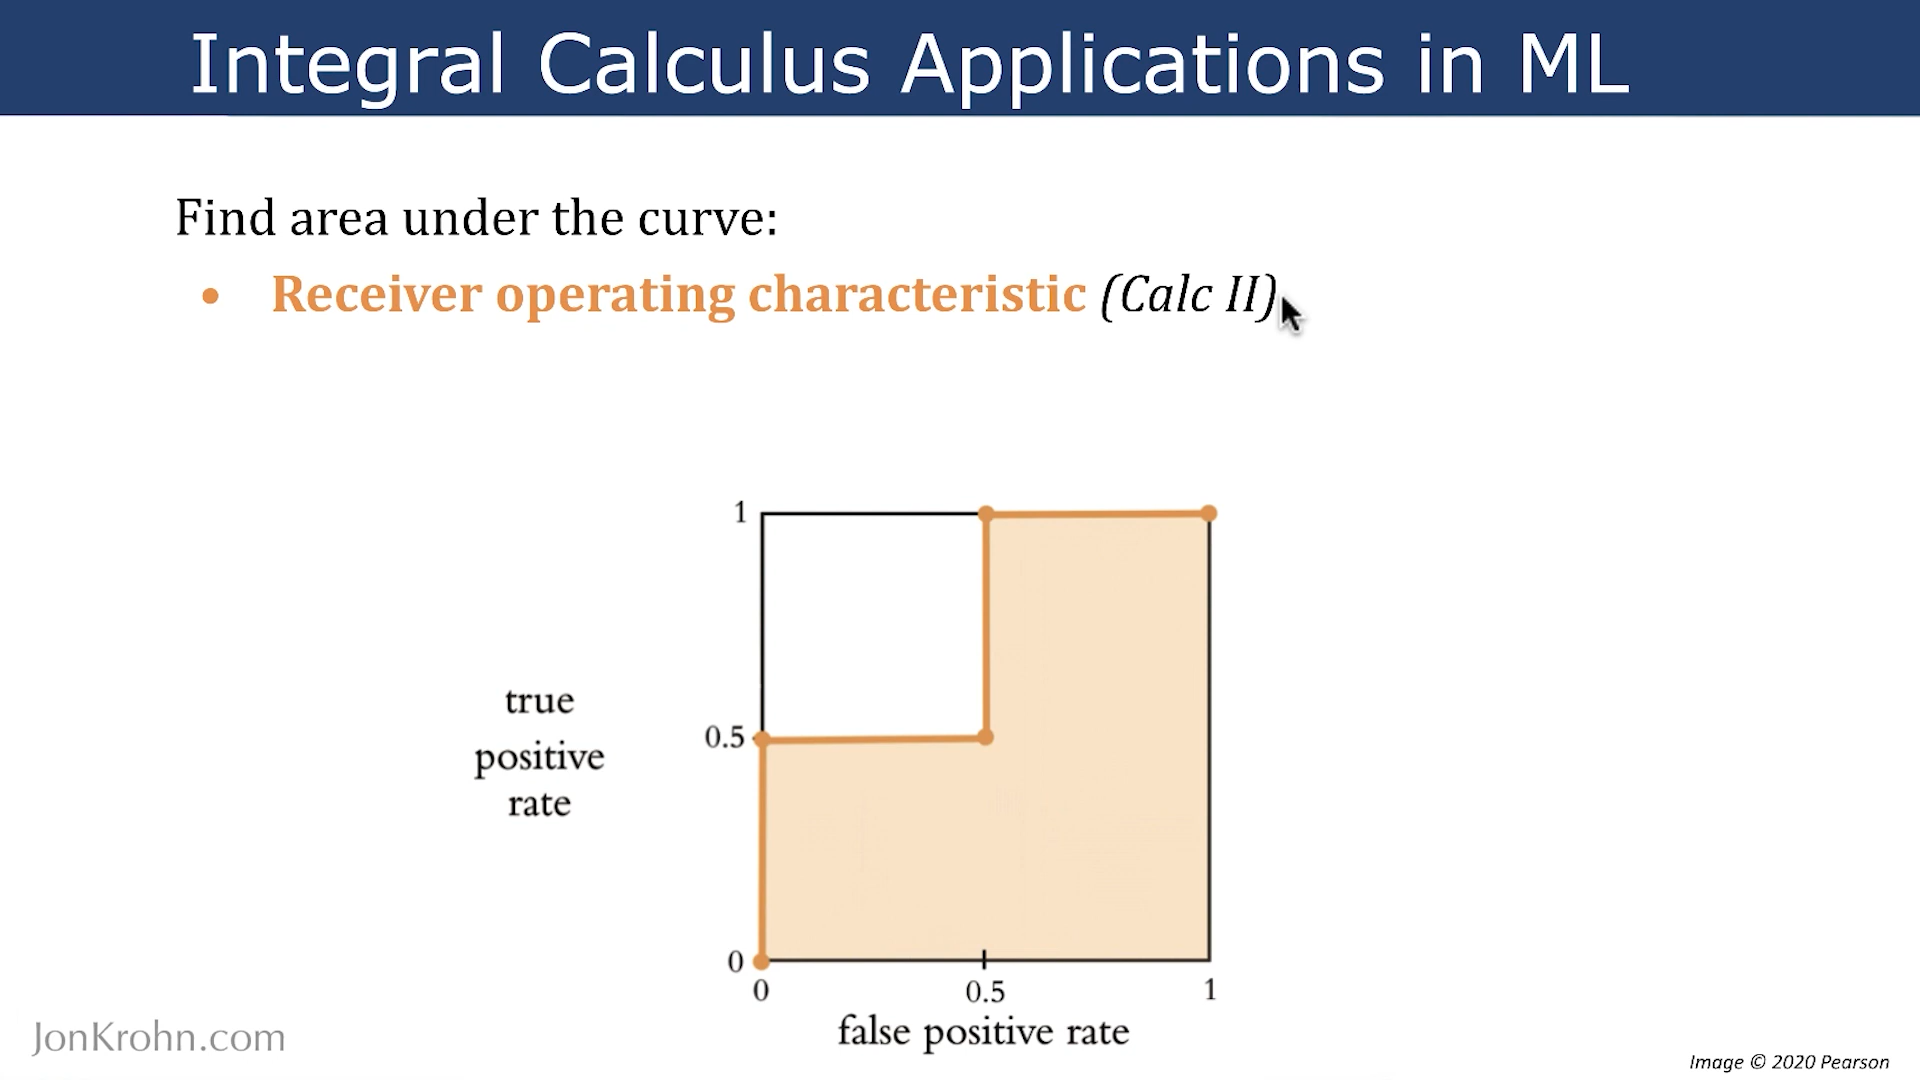 Integral Calculus Applications in ML
Find area under the curve:
• Receiver operating characteristic (Calc II)
1
true
positive
rate
0.5
0
0
0.5
1
false positive rate
JonKrohn.com
Image © 2020 Pearson